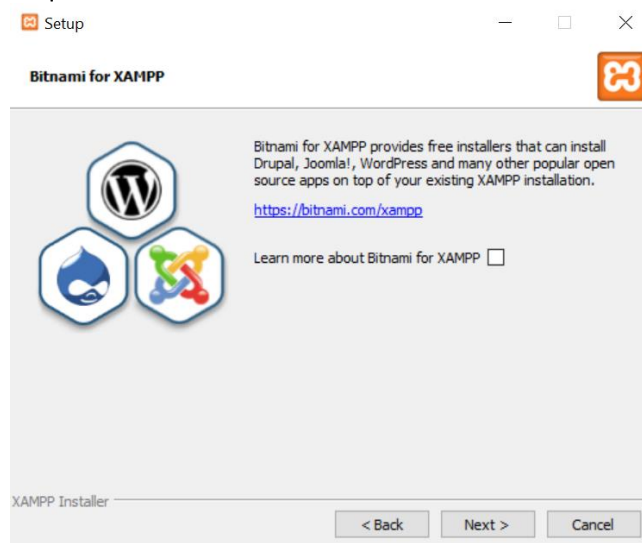 Setup
Bitnami for XAMPP
Bitnami for XAMPP provides free installers that can install
Drupal, Joomla!, WordPress and many other popular open
source apps on top of your existing XAMPP installation.
https://bitnami.com/xampp
Learn more about Bitnami for XAMPP
XAMPP Installer
< Back Next > Cancel